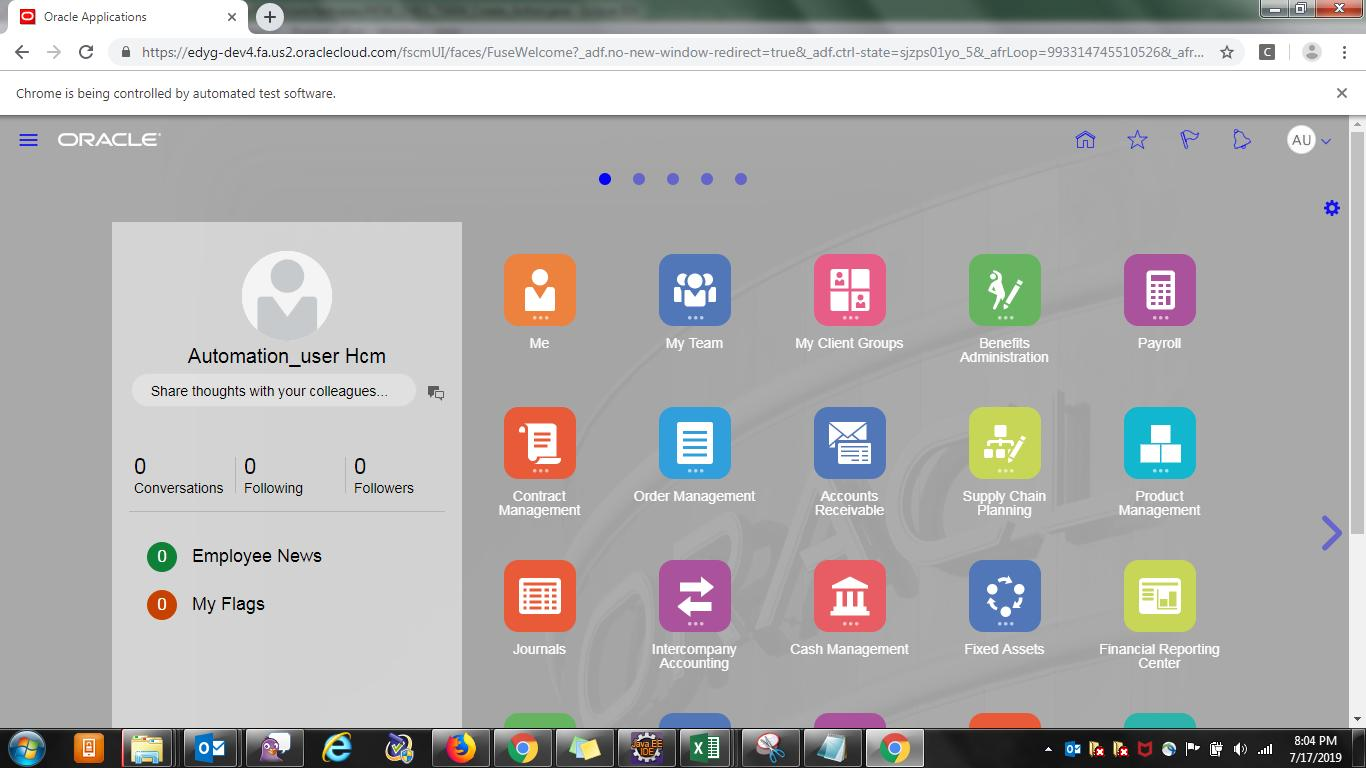 Oracle Applications
https://edyg-dev4.fa.us2.oraclecloud.com/fscmUI/faces/FuseWelcome?_adf.no-new-window-redirect=true&_adf.ctrl-state=sjzps01yo_5&_afrLoop=993314745510526&_afr...
C
Chrome is being controlled by automated test software.
ORACLE
AU
Automation_user Hcm
Share thoughts with your colleagues...
0 0 0
Conversations Following Followers
0 Employee News
0 My Flags
Me My Team My Client Groups Benefits Payroll
Administration
Contract Order Management Accounts Supply Chain Product
Management Receivable Planning Management
Journals Intercompany Cash Management Fixed Assets Financial Reporting
Accounting Center
Java EE
IDE
8:04 PM
7/17/2019